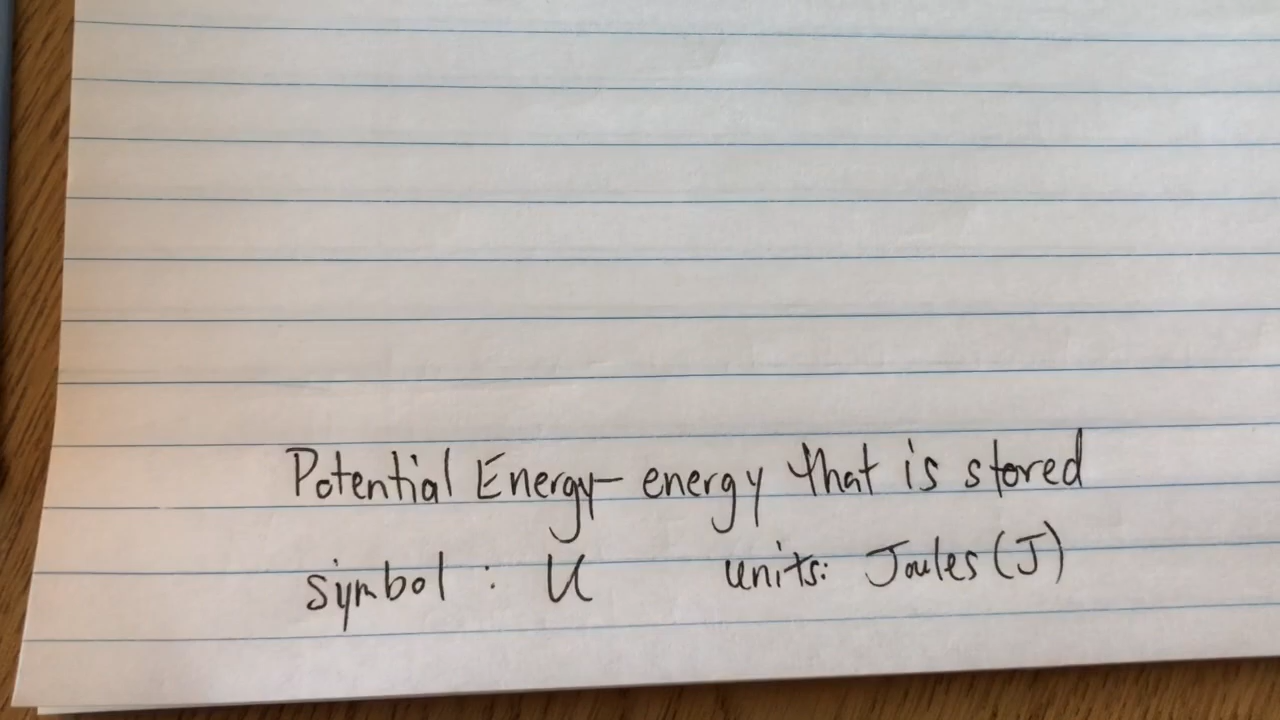 Potential Energy- energy that is stored
symbol : U units: Joules (J)